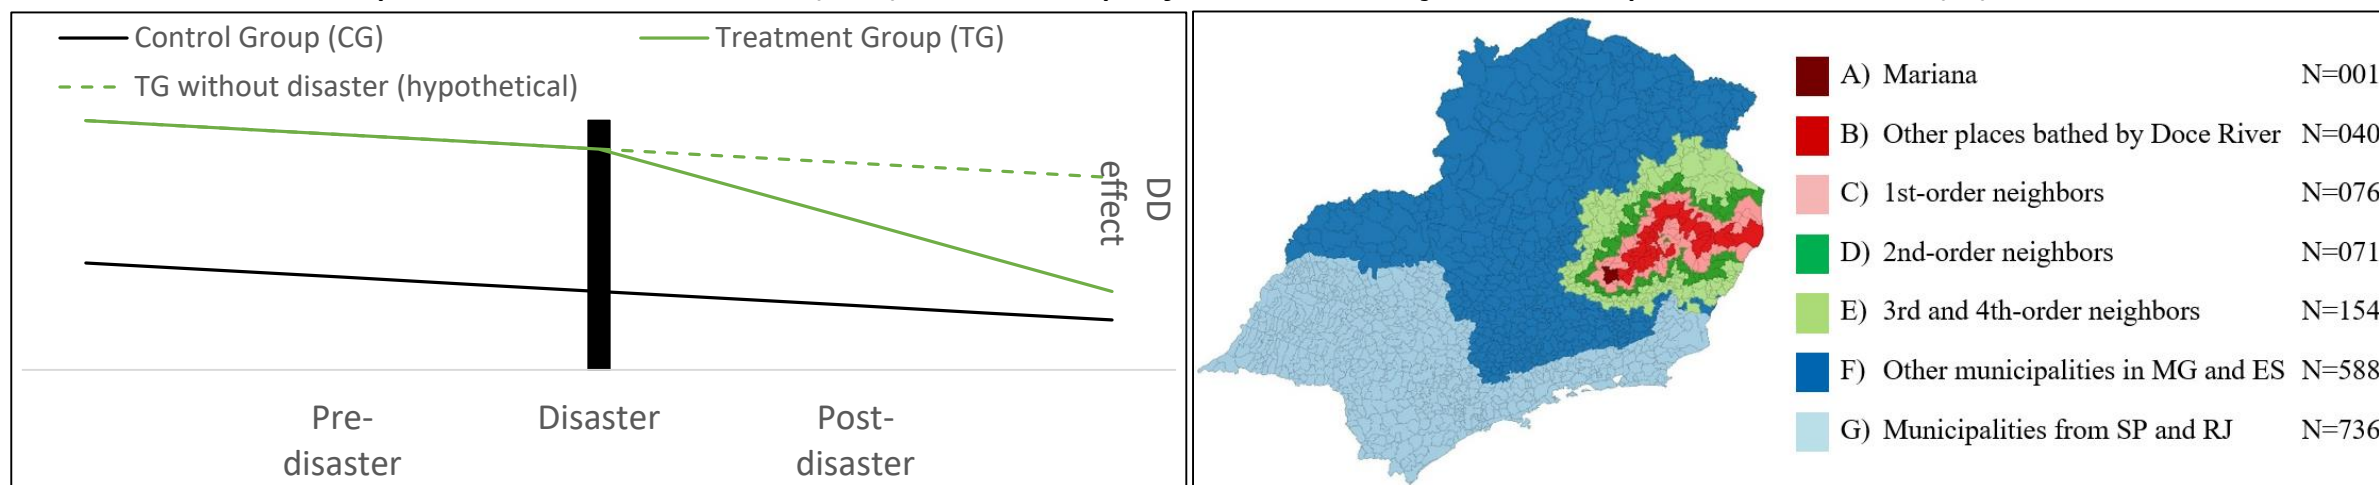 Control Group (CG)
Treatment Group (TG)
TG without disaster (hypothetical)
DD
effect
Pre-
disaster
Disaster
Post-
disaster
A) Mariana N=001
B) Other places bathed by Doce River N=040
C) 1st-order neighbors N=076
D) 2nd-order neighbors N=071
E) 3rd and 4th-order neighbors N=154
F) Other municipalities in MG and ES N=588
G) Municipalities from SP and RJ N=736